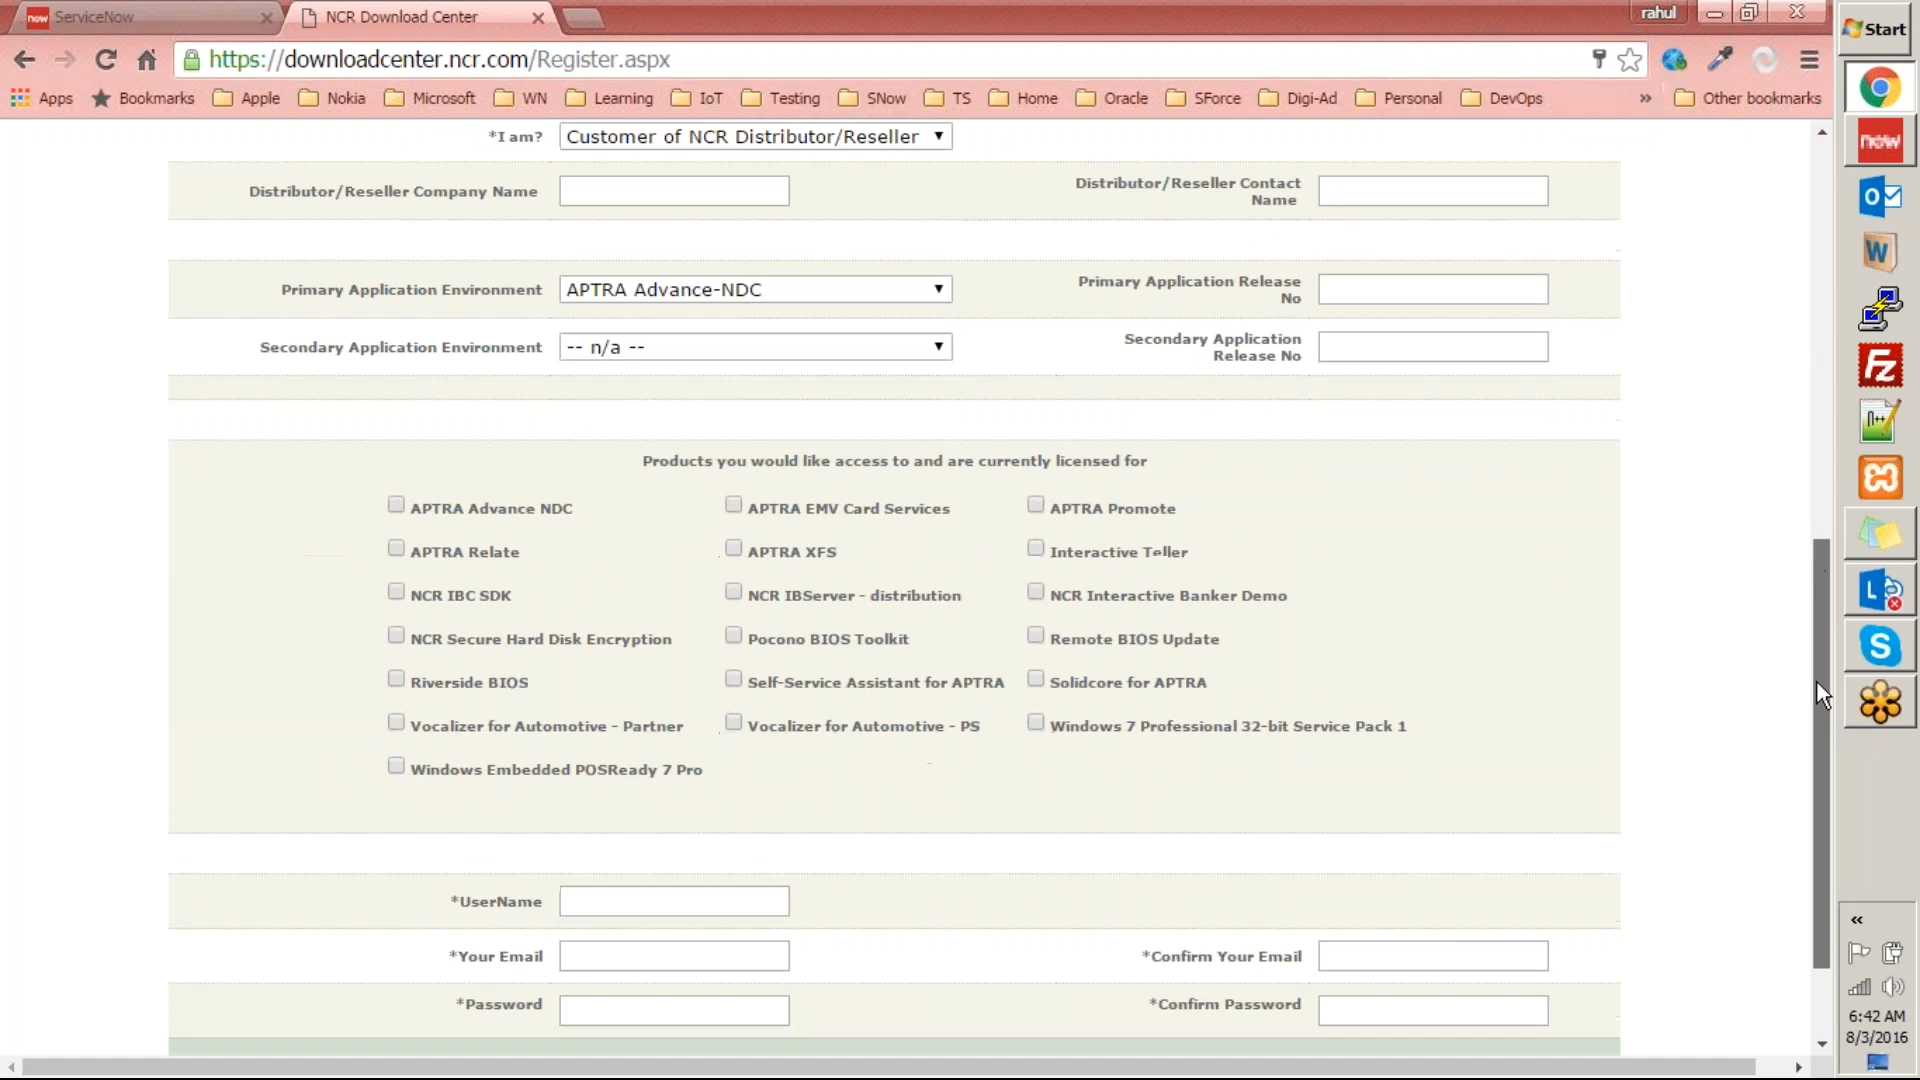 now ServiceNow
NCR Download Center
rahul
Start
https://downloadcenter.ncr.com/Register.aspx
Apps Bookmarks Apple Nokia Microsoft WN Learning IoT Testing SNow TS Home Oracle SForce Digi-Ad Personal DevOps » Other bookmarks
*I am? Customer of NCR Distributor/Reseller
Distributor/Reseller Company Name
Distributor/Reseller Contact
Name
Primary Application Environment APTRA Advance-NDC
Primary Application Release
No
Secondary Application Environment -- n/a --
Secondary Application
Release No
Products you would like access to and are currently licensed for
APTRA Advance NDC APTRA EMV Card Services APTRA Promote
APTRA Relate APTRA XFS Interactive Teller
NCR IBC SDK NCR IBServer - distribution NCR Interactive Banker Demo
NCR Secure Hard Disk Encryption Pocono BIOS Toolkit Remote BIOS Update
Riverside BIOS Self-Service Assistant for APTRA Solidcore for APTRA
Vocalizer for Automotive - Partner Vocalizer for Automotive - PS Windows 7 Professional 32-bit Service Pack 1
Windows Embedded POSReady 7 Pro
*UserName
*Your Email *Confirm Your Email
*Password *Confirm Password
now
«
6:42 AM
8/3/2016